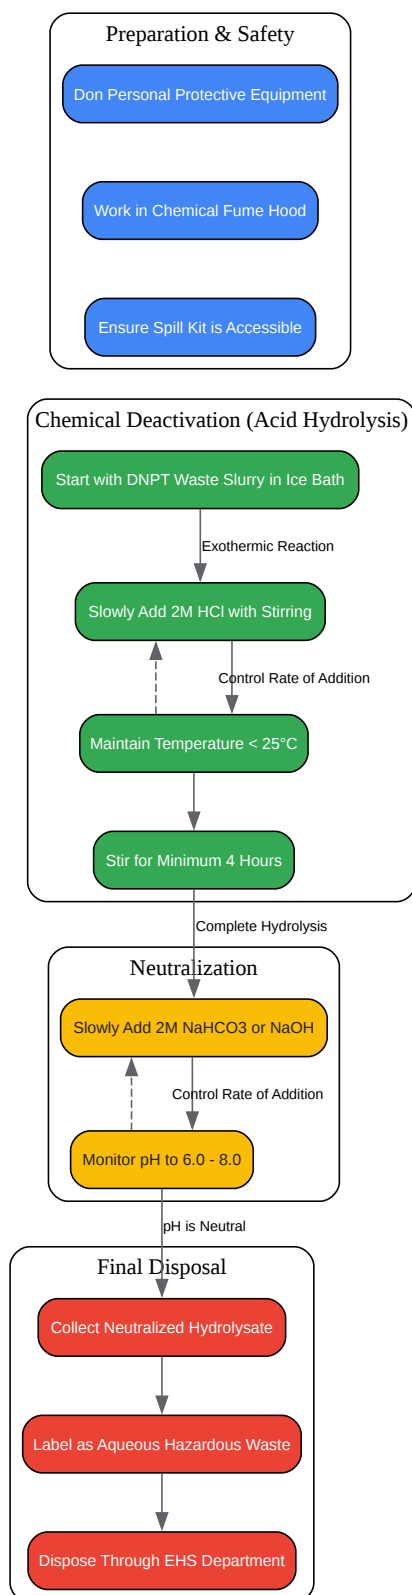 Preparation & Safety
Don Personal Protective Equipment
Work in Chemical Fume Hood
Ensure Spill Kit is Accessible
Chemical Deactivation (Acid Hydrolysis)
Start with DNPT Waste Slurry in Ice Bath
Exothermic Reaction
Slowly Add 2M HCl with Stirring
Control Rate of Addition
Maintain Temperature < 25°C
Stir for Minimum 4 Hours
Complete Hydrolysis
Neutralization
Slowly Add 2M NaHCO3 or NaOH
Control Rate of Addition
Monitor pH to 6.0 - 8.0
pH is Neutral
Final Disposal
Collect Neutralized Hydrolysate
Label as Aqueous Hazardous Waste
Dispose Through EHS Department